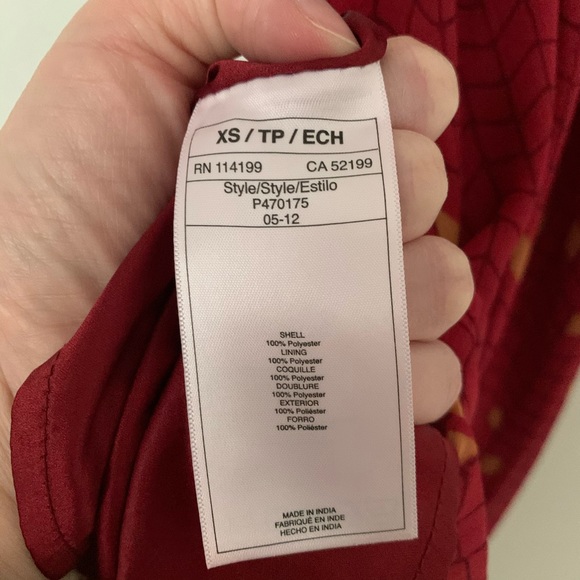 XS / TP / ECH
RN 114199 CA 52199
Style/Style/Estilo
P470175
05-12
SHELL
100% Polyester
LINING
100% Polyester
COQUILLE
100% Polyester
DOUBLURE
100% Polyester
EXTERIOR
100% Poliéster
FORRO
100% Poliéster
MADE IN INDIA
FABRIQUÉ EN INDE
HECHO EN INDIA